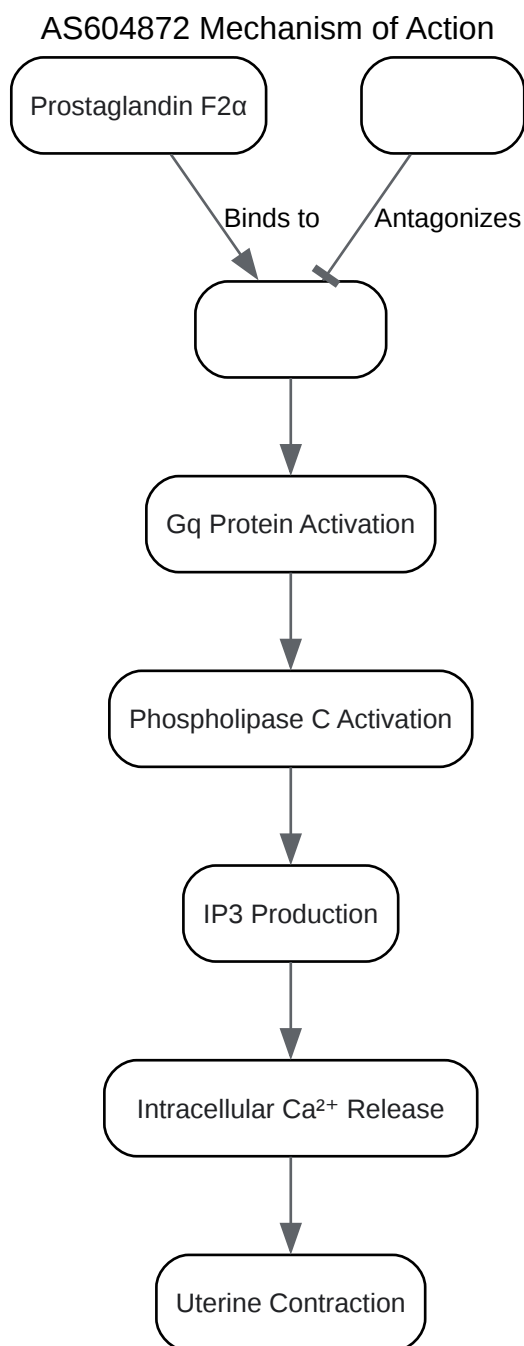 AS604872 Mechanism of Action
Prostaglandin F2α
Binds to
Antagonizes
Gq Protein Activation
Phospholipase C Activation
IP3 Production
Intracellular Ca²⁺ Release
Uterine Contraction